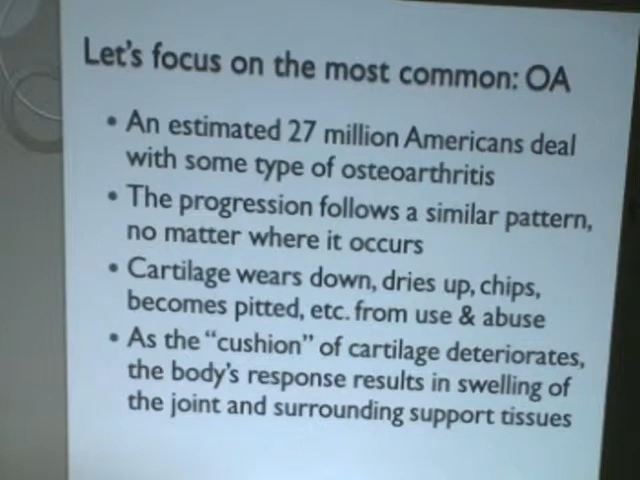 Let's focus on the most common: OA
• An estimated 27 million Americans deal
with some type of osteoarthritis
• The progression follows a similar pattern,
no matter where it occurs
• Cartilage wears down, dries up, chips,
becomes pitted, etc. from use & abuse
• As the “cushion” of cartilage deteriorates,
the body's response results in swelling of
the joint and surrounding support tissues